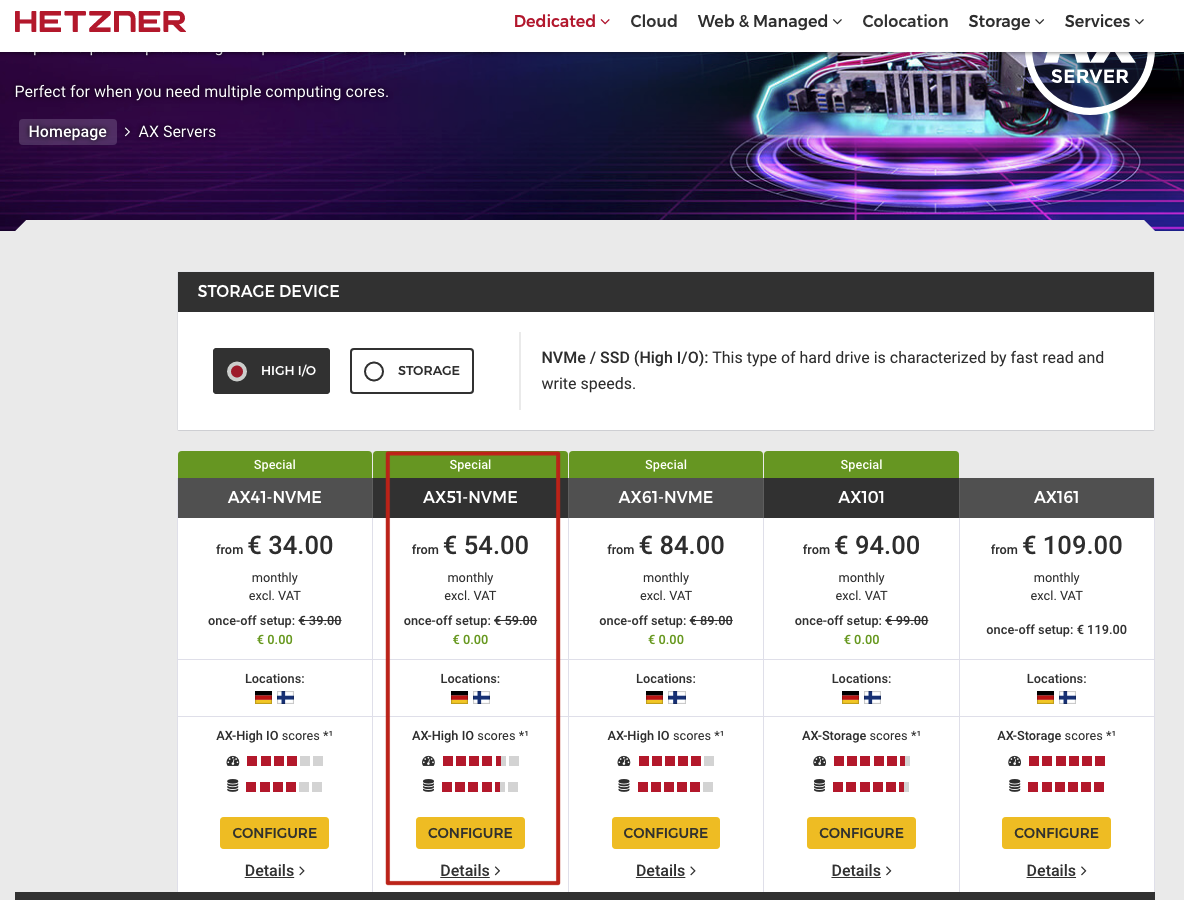 HETZNER
Dedicated Cloud Web & Managed Colocation Storage Services
Perfect for when you need multiple computing cores.
SERVER
Homepage > AX Servers
STORAGE DEVICE
HIGH I/O
STORAGE
NVMe / SSD (High I/O): This type of hard drive is characterized by fast read and
write speeds.
Special Special Special Special
AX41-NVME AX51-NVME AX61-NVME AX101 AX161
from € 34.00 from € 54.00 from € 84.00 from € 94.00 from € 109.00
monthly monthly monthly monthly monthly
excl. VAT excl. VAT excl. VAT excl. VAT excl. VAT
once-off setup: € 39.00 once-off setup: € 59.00 once-off setup: € 89.00 once-off setup: € 99.00 once-off setup: € 119.00
€ 0.00 € 0.00 € 0.00 € 0.00
Locations: Locations: Locations: Locations: Locations:
AX-High IO scores *¹ AX-High IO scores *¹ AX-High IO scores *¹ AX-Storage scores *¹ AX-Storage scores *¹
CONFIGURE CONFIGURE CONFIGURE CONFIGURE CONFIGURE
Details > Details > Details > Details > Details >